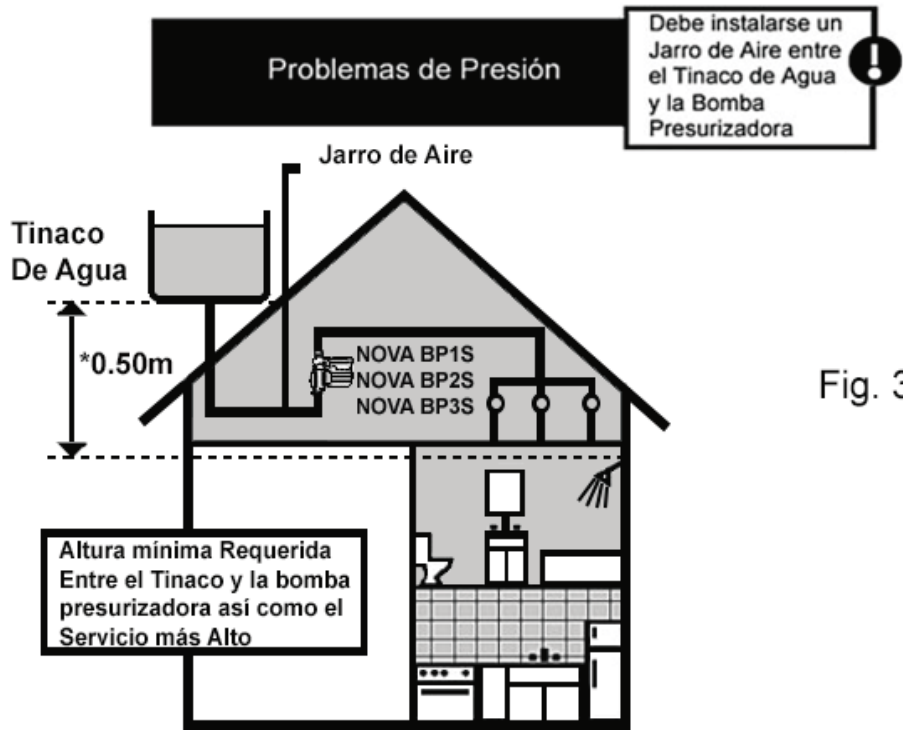 Problemas de Presión
Debe instalarse un
Jarro de Aire entre
el Tinaco de Agua
y la Bomba
Presurizadora
Jarro de Aire
Tinaco
De Agua
*0.50m
NOVA BP1S
NOVA BP2S
NOVA BP3S
Fig. 3
Altura mínima Requerida
Entre el Tinaco y la bomba
presurizadora así como el
Servicio más Alto